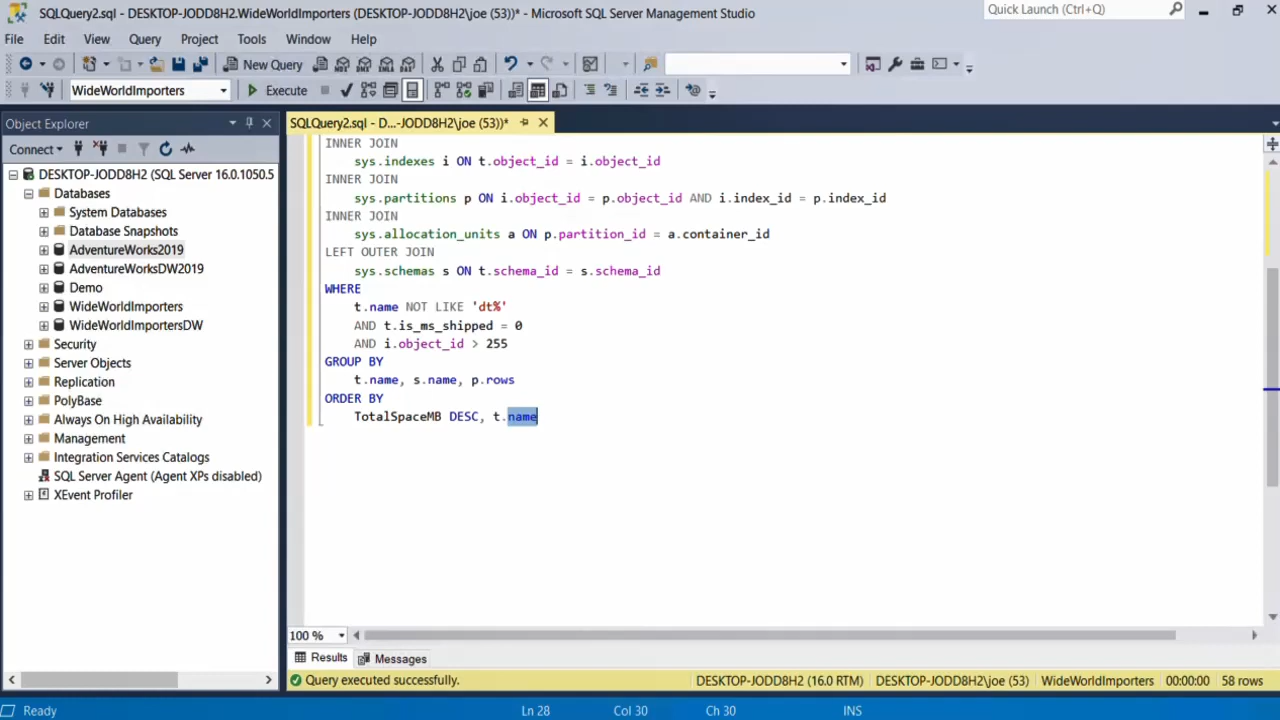 SQLQuery2.sql - DESKTOP-JODD8H2.WideWorldImporters (DESKTOP-JODD8H2\joe (53))* - Microsoft SQL Server Management Studio
Quick Launch (Ctrl+Q)
File Edit View Query Project Tools Window Help
New Query
MDX DMX XMLA DAX
WideWorldImporters
Execute
Object Explorer
SQLQuery2.sql - D...-JODD8H2\joe (53))*
Connect
DESKTOP-JODD8H2 (SQL Server 16.0.1050.5
Databases
System Databases
Database Snapshots
AdventureWorks2019
AdventureWorksDW2019
Demo
WideWorldImporters
WideWorldImportersDW
Security
Server Objects
Replication
PolyBase
Always On High Availability
Management
Integration Services Catalogs
SQL Server Agent (Agent XPs disabled)
XEvent Profiler
INNER JOIN
sys.indexes i ON t.object_id = i.object_id
INNER JOIN
sys.partitions p ON i.object_id = p.object_id AND i.index_id = p.index_id
INNER JOIN
sys.allocation_units a ON p.partition_id = a.container_id
LEFT OUTER JOIN
sys.schemas s ON t.schema_id = s.schema_id
WHERE
t.name NOT LIKE 'dt%'
AND t.is_ms_shipped = 0
AND i.object_id > 255
GROUP BY
t.name, s.name, p.rows
ORDER BY
TotalSpaceMB DESC, t.name
100 %
Results Messages
Query executed successfully.
DESKTOP-JODD8H2 (16.0 RTM) DESKTOP-JODD8H2\joe (53) WideWorldImporters 00:00:00 58 rows
Ready Ln 28 Col 30 Ch 30 INS